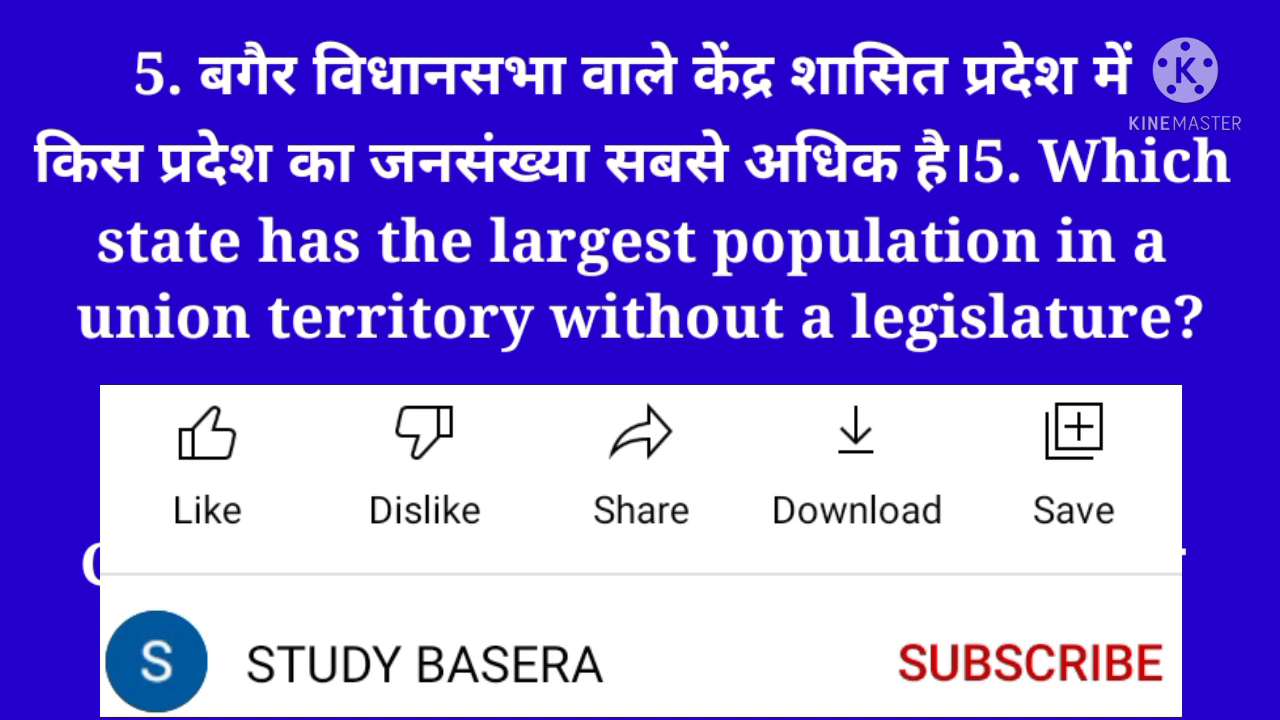 5. बगैर विधानसभा वाले केंद्र शासित प्रदेश में
KINEMASTER
किस प्रदेश का जनसंख्या सबसे अधिक है।5. Which
state has the largest population in a
union territory without a legislature?
Like Dislike Share Download Save
S STUDY BASERA SUBSCRIBE